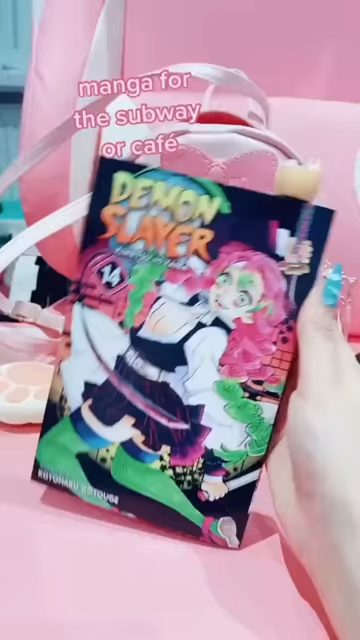 manga for
the subway
or café
DEMON
SLAYER
14
KOYOHARU GOTOUGE